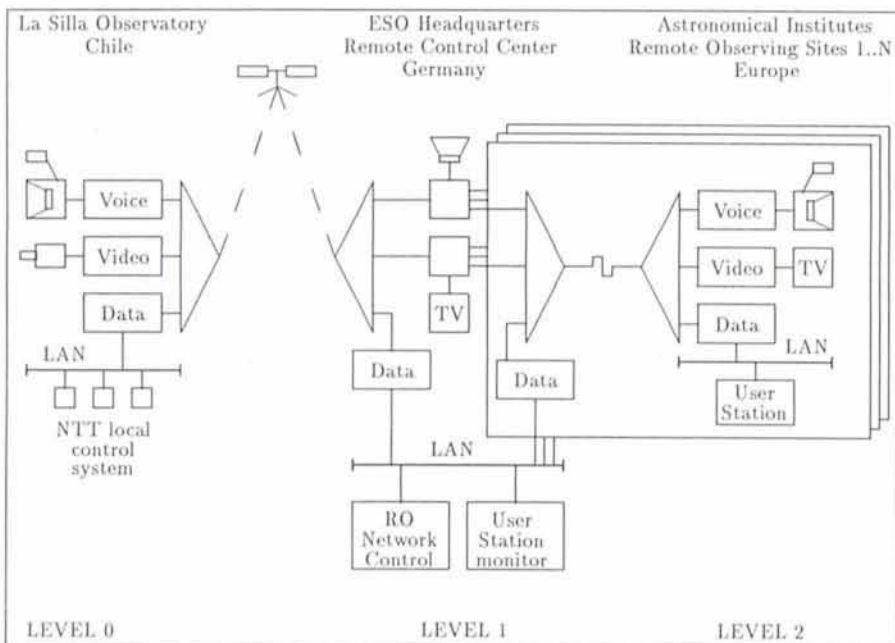 La Silla Observatory
Chile
ESO Headquarters
Remote Control Center
Germany
Astronomical Institutes
Remote Observing Sites 1..N
Europe
Voice
Video
Data
LAN
NTT local
control
system
TV
Data
Data
LAN
RO
Network
Control
User
Station
monitor
Voice
Video
TV
Data
LAN
User
Station
LEVEL 0
LEVEL 1
LEVEL 2